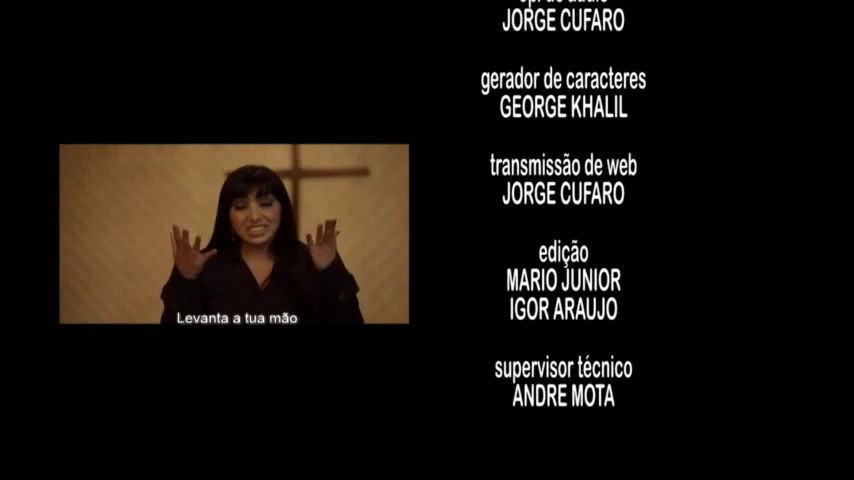 JORGE CUFARO
gerador de caracteres
GEORGE KHALIL
transmissão de web
JORGE CUFARO
edição
MARIO JUNIOR
IGOR ARAUJO
supervisor técnico
ANDRE MOTA
Levanta a tua mão